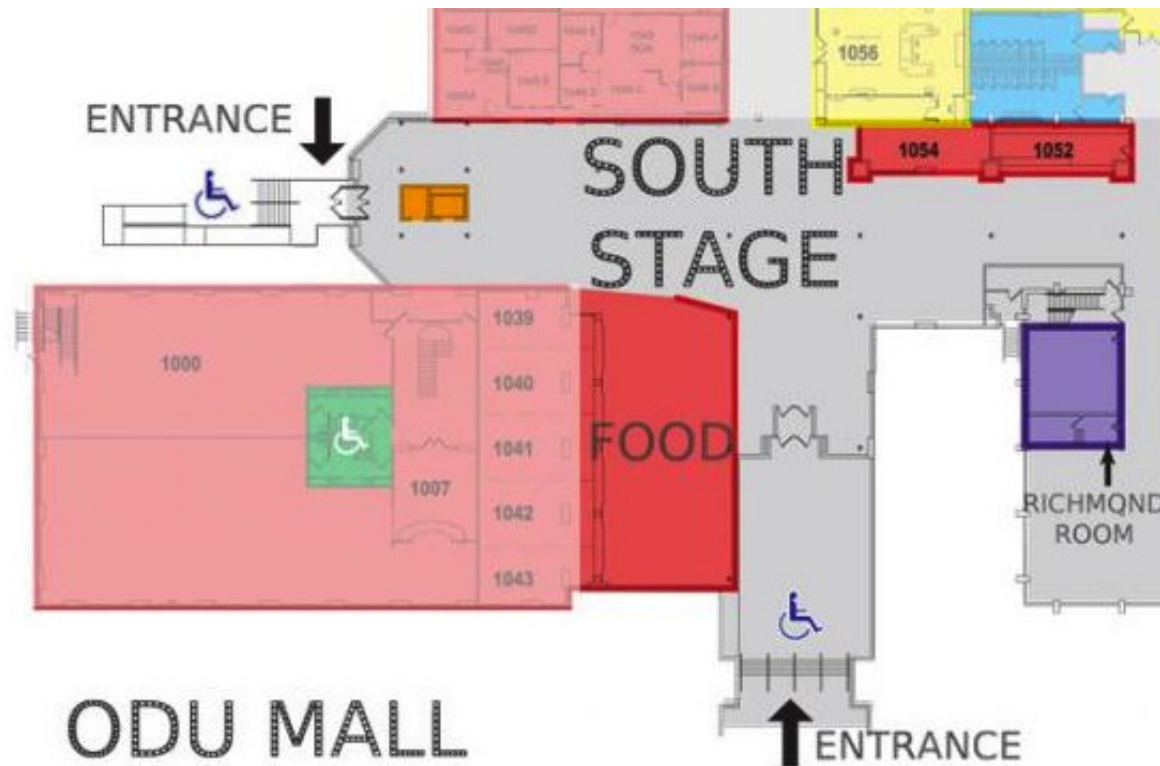 1056
ENTRANCE
SOUTH
1054
1052
STAGE
1039
1000
1040
FOOD
1041
1007
1042
RICHMOND
ROOM
1043
ODU MALL
ENTRANCE